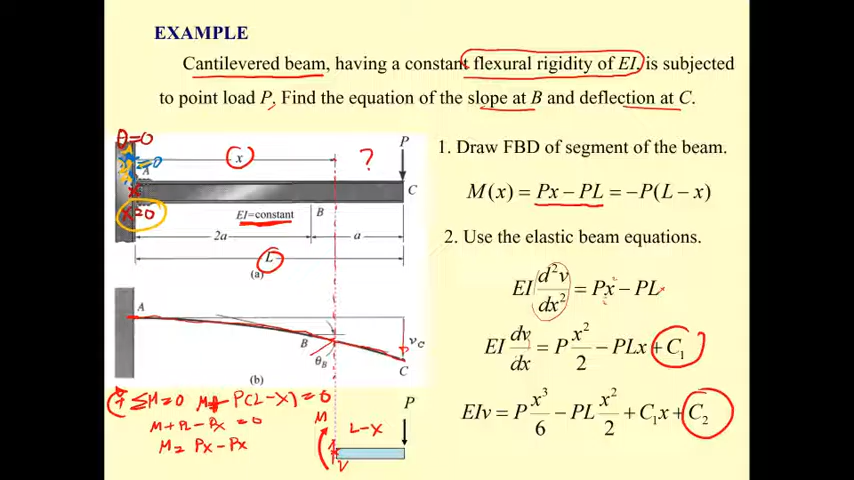 EXAMPLE
Cantilevered beam, having a constant flexural rigidity of EI, is subjected
to point load P. Find the equation of the slope at B and deflection at C.
θ=0
=0
A
x=0
x
?
P
C
EI=constant
B
2a
a
L
(a)
A
B
θB
vC
C
(b)
+ ΣM=0 M+ P(L-X)=0
M+PL-Px =0
M= Px-Px
M
L-X
P
V
1. Draw FBD of segment of the beam.
M(x) = Px − PL = −P(L − x)
2. Use the elastic beam equations.
EI d²v/dx² = Px − PL
EI dv/dx = P x²/2 − PLx + C₁
EIv = P x³/6 − PL x²/2 + C₁x + C₂